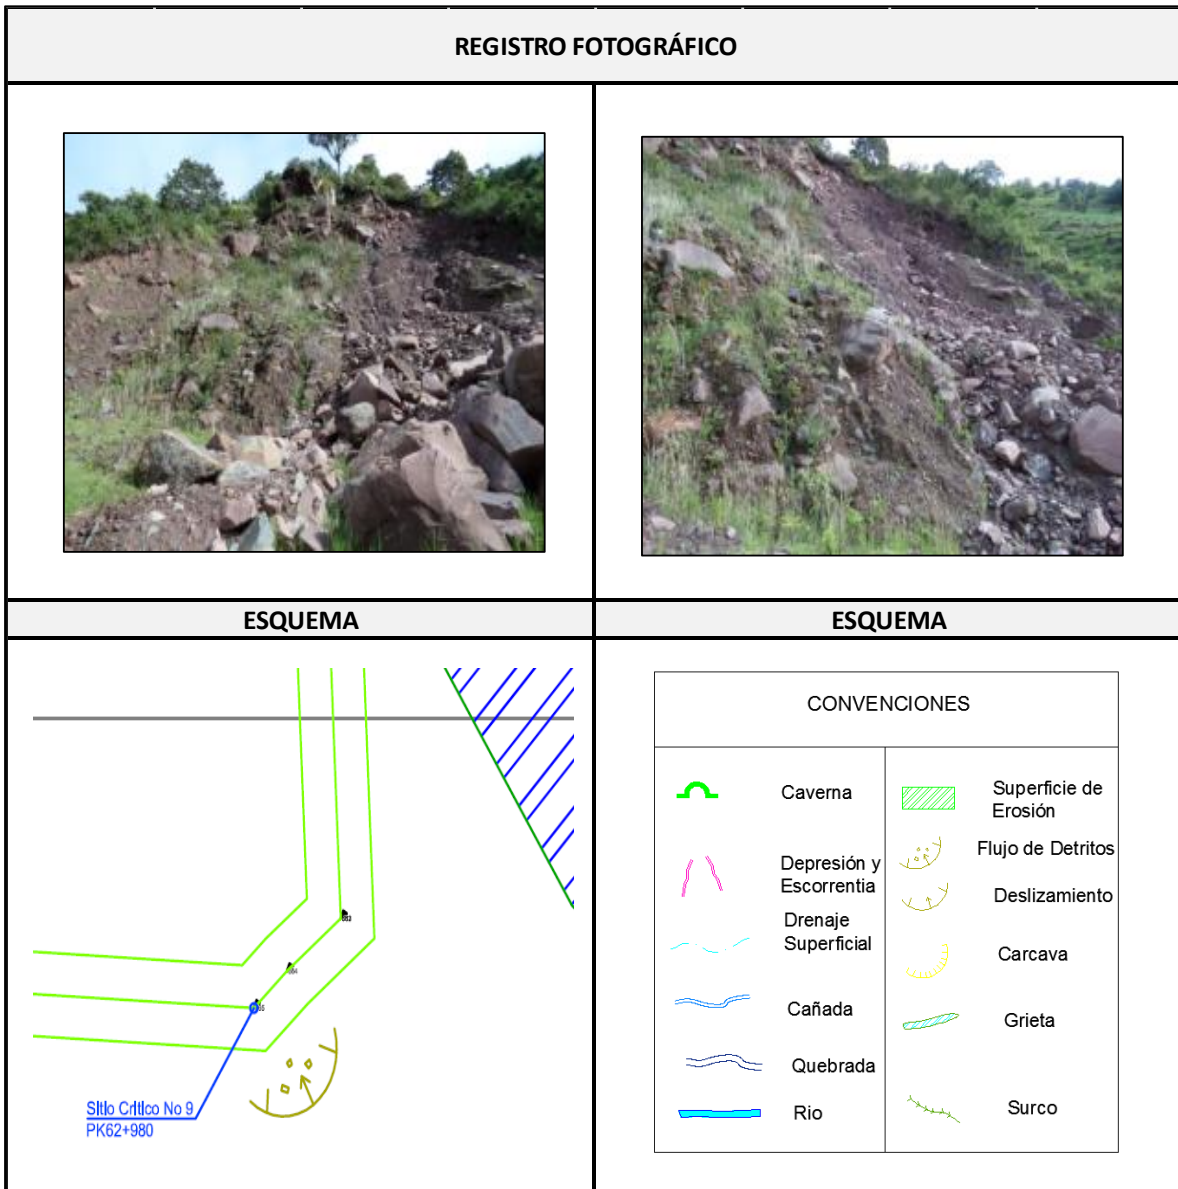 REGISTRO FOTOGRÁFICO
ESQUEMA
ESQUEMA
Sitio Critico No 9
PK62+980
CONVENCIONES
Caverna
Depresión y
Escorrentia
Drenaje
Superficial
Cañada
Quebrada
Rio
Superficie de
Erosión
Flujo de Detritos
Deslizamiento
Carcava
Grieta
Surco